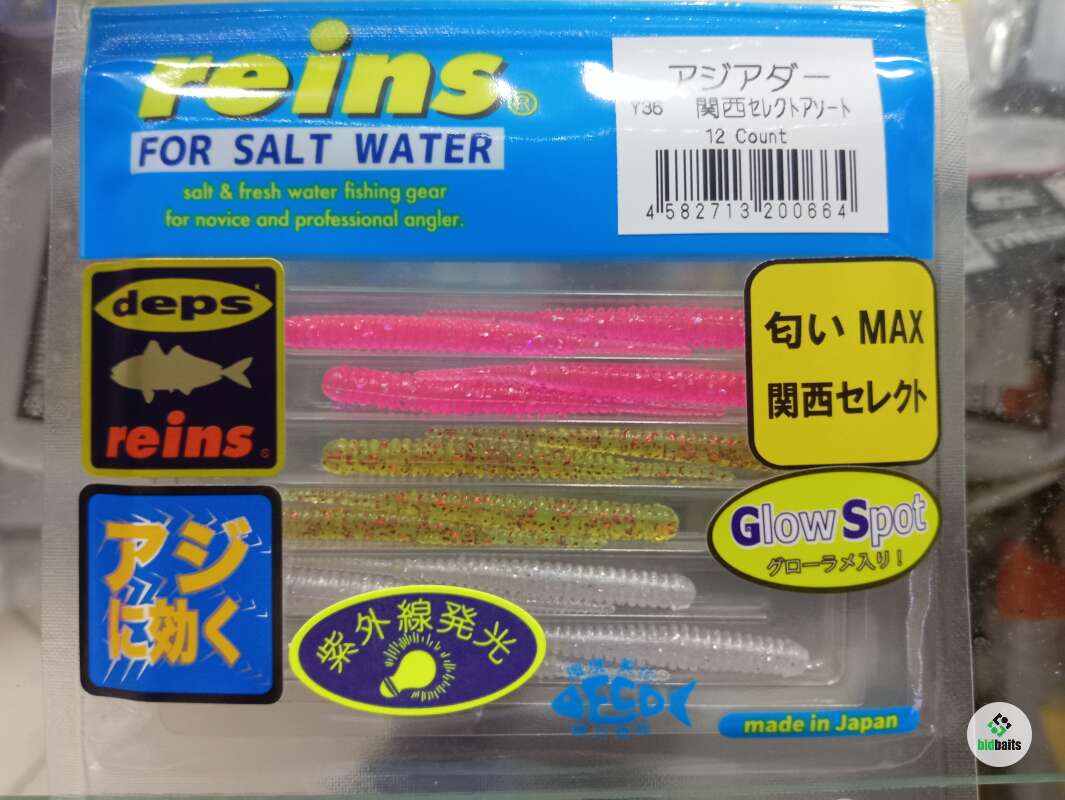 reins®
FOR SALT WATER
salt & fresh water fishing gear
for novice and professional angler.
アジアダー
Y36 関西セレクトアソート
12 Count
4 582713 200664
deps
reins
匂い MAX
関西セレクト
Glow Spot
グローラメ入り!
アジ
に効く
紫外線発光
made in Japan
bidbaits